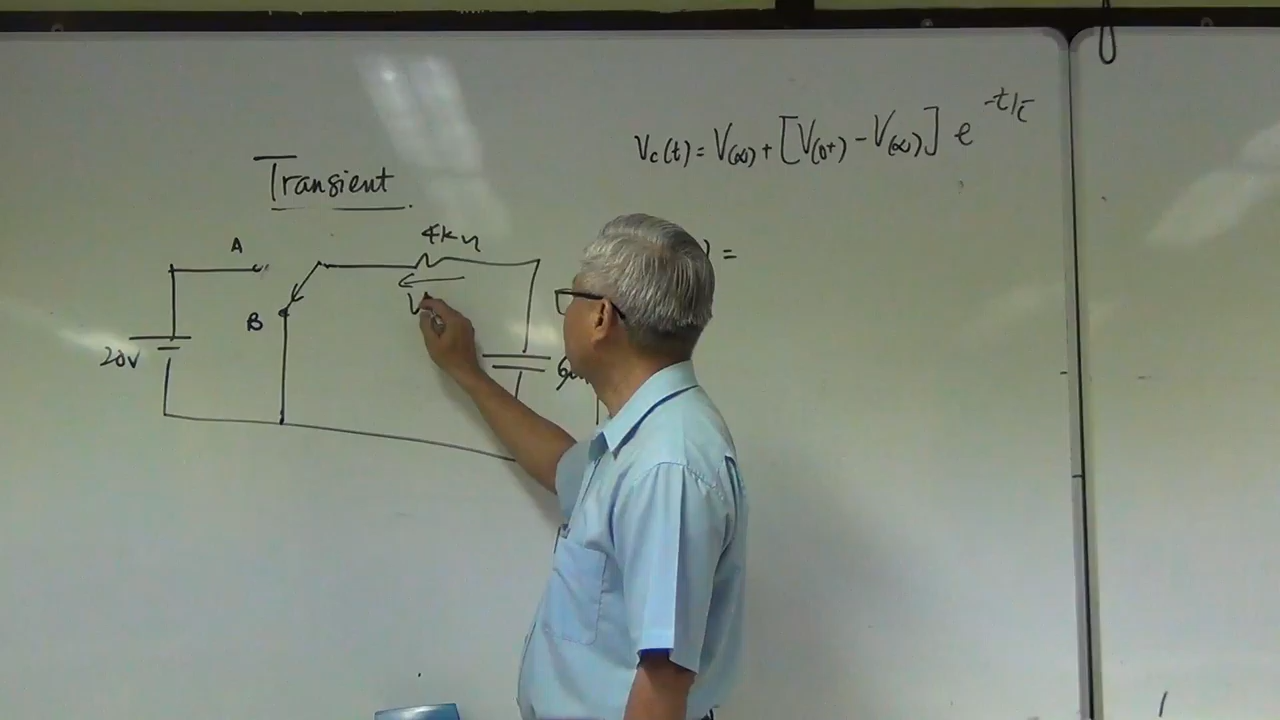 Vc(t) = V(∞) + [V(0+) - V(∞)] e^-t/τ
Transient
4kΩ
A
) =
B
20V